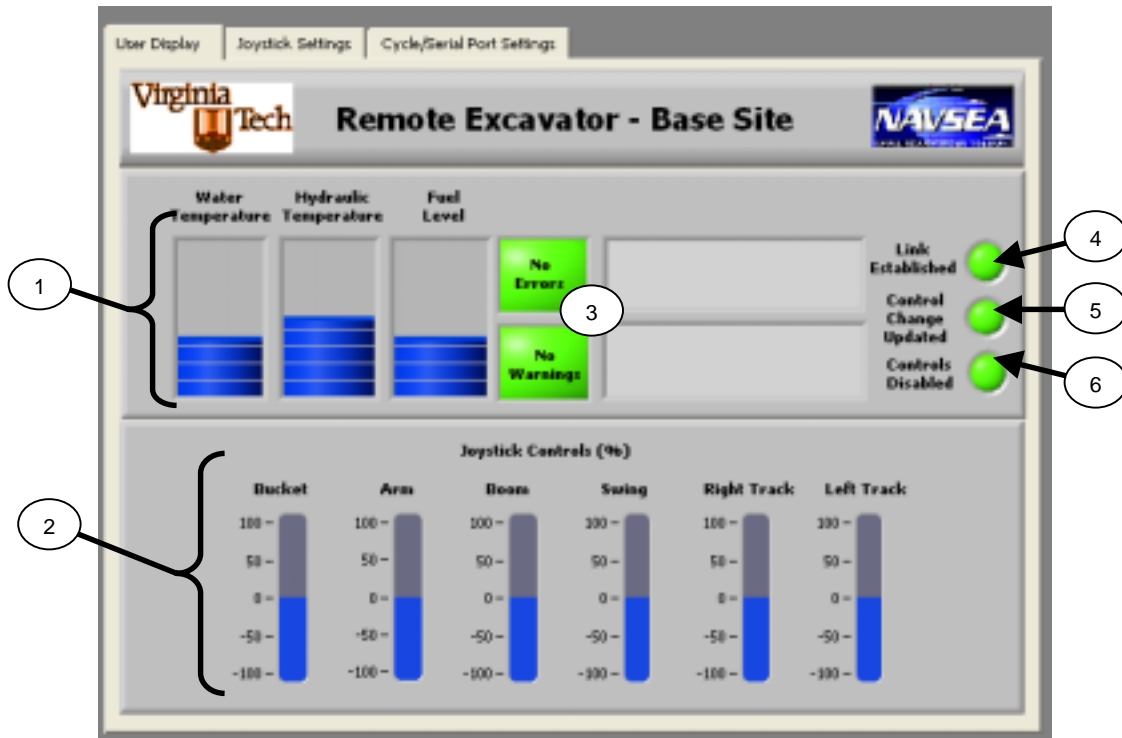 User Display
Joystick Settings
Cycle/Serial Port Settings
Virginia
Tech
Remote Excavator - Base Site
NAVSEA
Water
Temperature
Hydraulic
Temperature
Fuel
Level
1
No
Errors
3
No
Warnings
Link
Established
4
Control
Change
Updated
5
Controls
Disabled
6
2
Joystick Controls (%)
Bucket
Arm
Boom
Swing
Right Track
Left Track
100 100 100 100 100 100
50 50 50 50 50 50
0 0 0 0 0 0
-50 -50 -50 -50 -50 -50
-100 -100 -100 -100 -100 -100